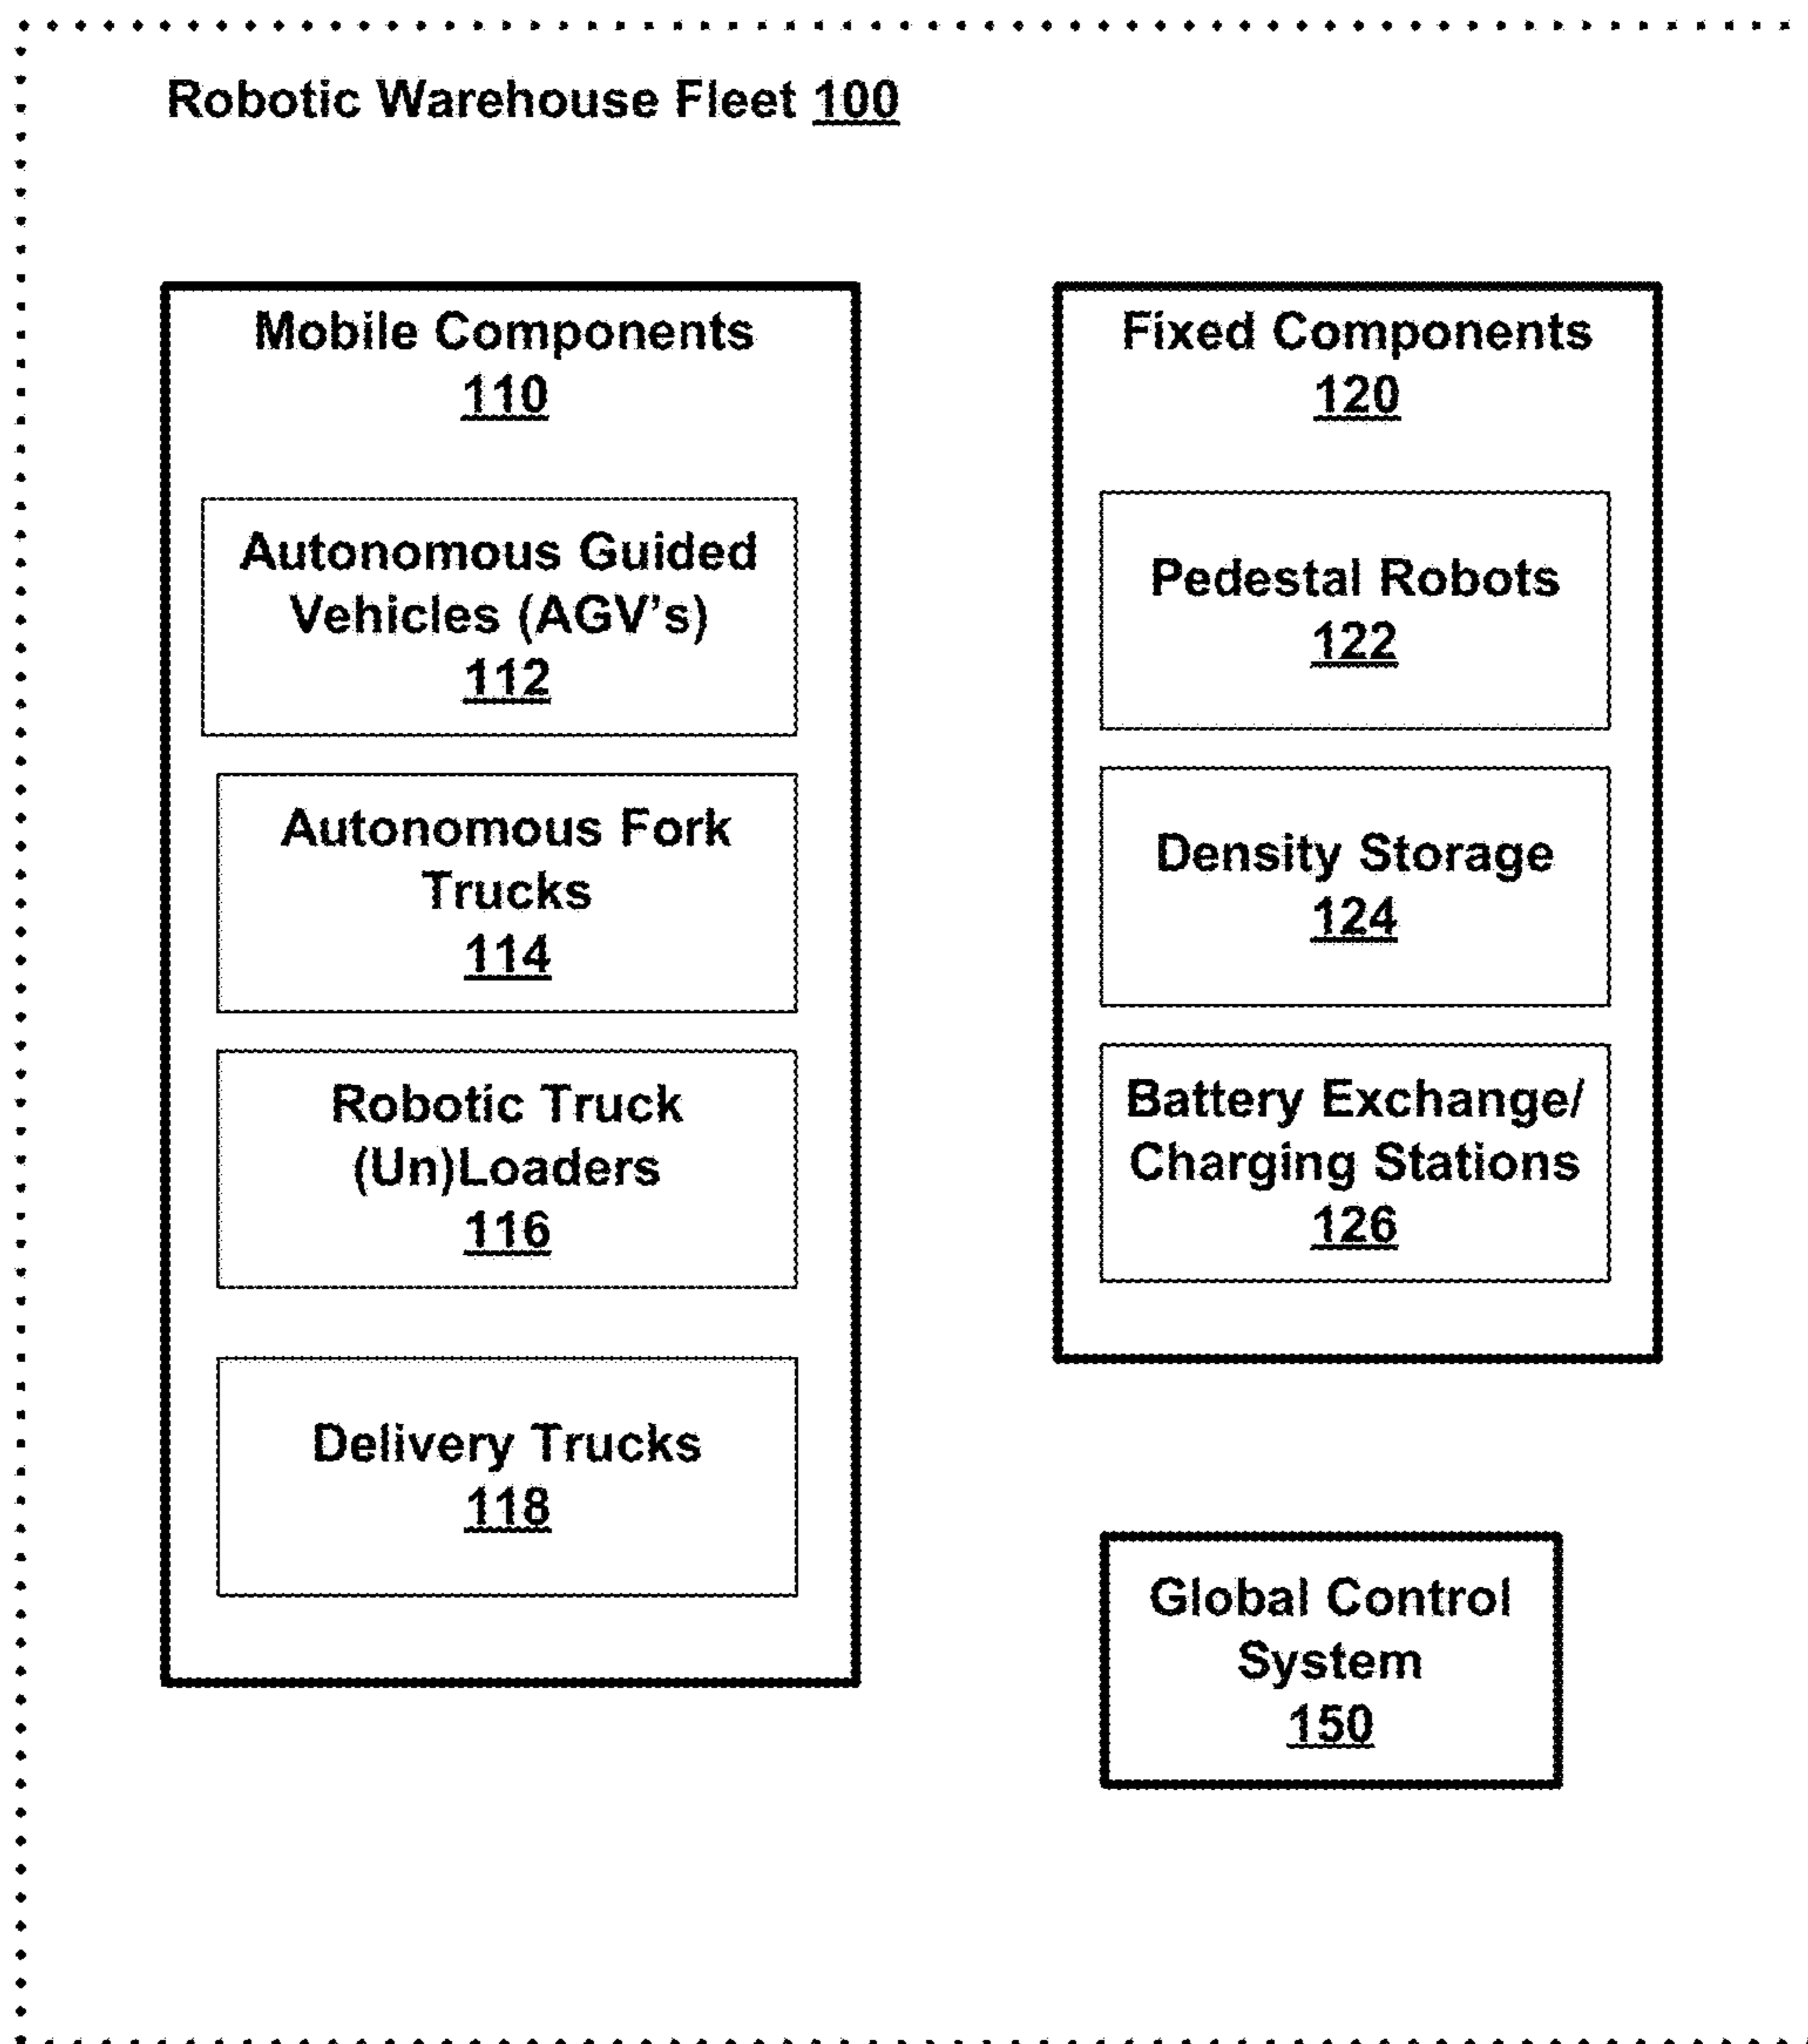 Robotic Warehouse Fleet 100
Mobile Components
110
Autonomous Guided
Vehicles (AGV's)
112
Autonomous Fork
Trucks
114
Robotic Truck
(Un)Loaders
116
Delivery Trucks
118
Fixed Components
120
Pedestal Robots
122
Density Storage
124
Battery Exchange/
Charging Stations
126
Global Control
System
150